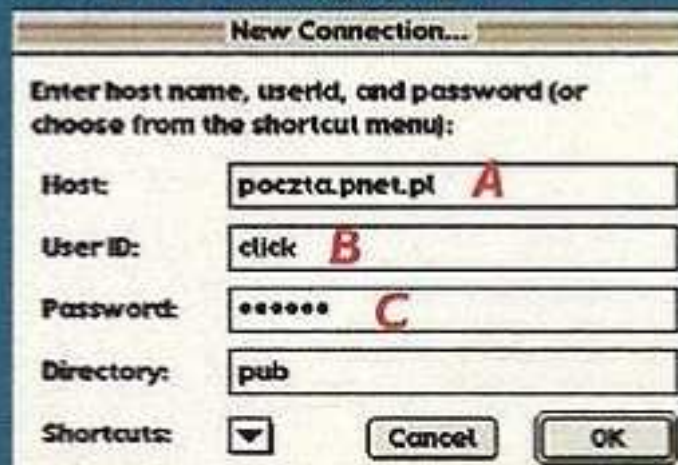 New Connection...
Enter host name, userid, and password (or
choose from the shortcut menu):
Host: poczta.pnet.pl A
User ID: click B
Password: •••••• C
Directory: pub
Shortcuts: Cancel OK